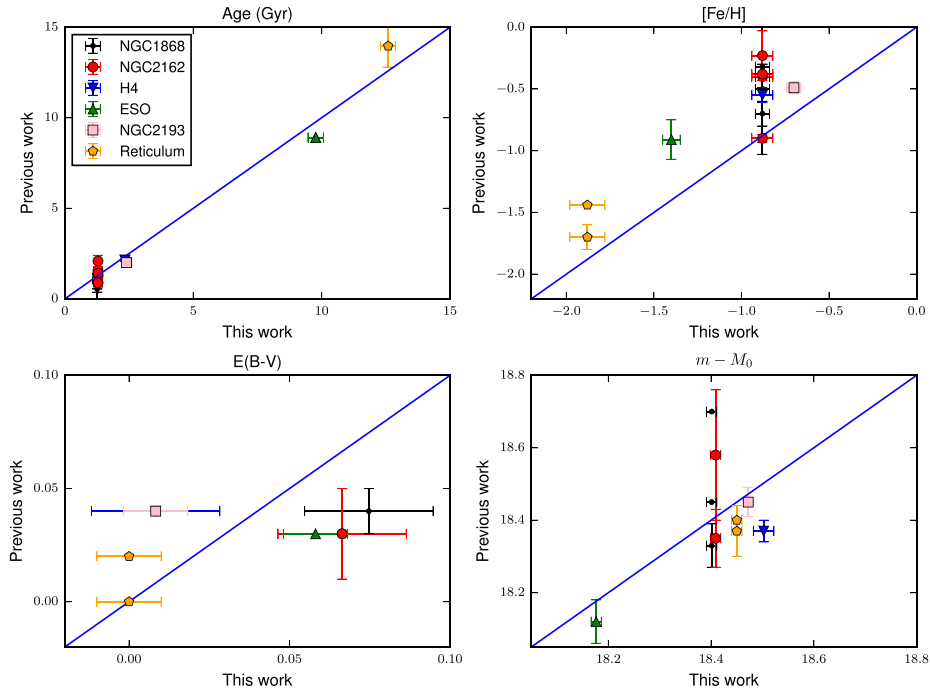 Age (Gyr)
15
10
5
0
0
5
10
15
Previous work
This work
NGC1868
NGC2162
H4
ESO
NGC2193
Reticulum
[Fe/H]
−0.0
−0.5
−1.0
−1.5
−2.0
−2.0
−1.5
−1.0
−0.5
0.0
Previous work
This work
E(B-V)
0.10
0.05
0.00
0.00
0.05
0.10
Previous work
This work
m − M₀
18.8
18.6
18.4
18.2
18.2
18.4
18.6
18.8
Previous work
This work